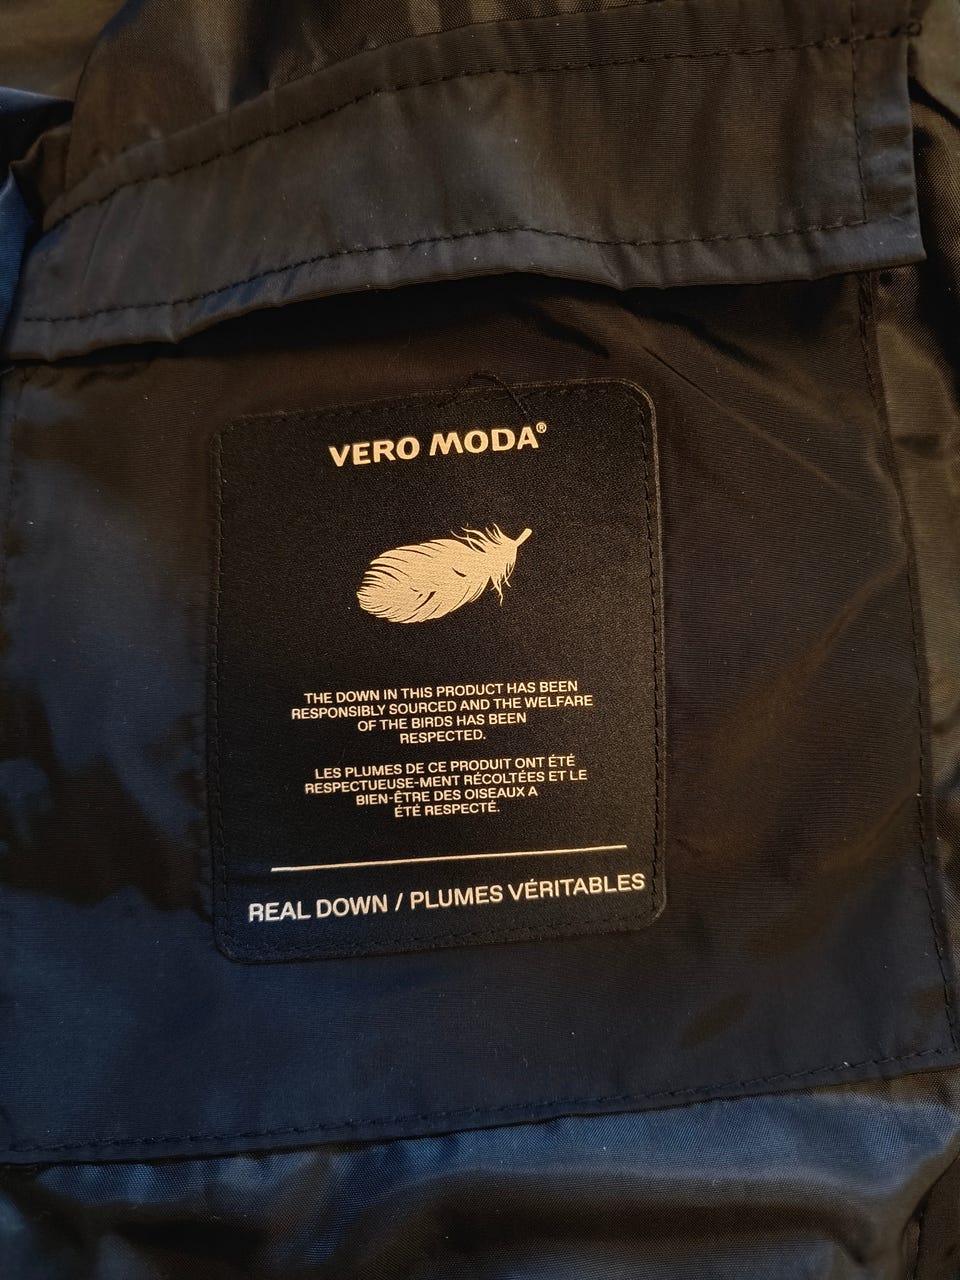 VERO MODA®
THE DOWN IN THIS PRODUCT HAS BEEN
RESPONSIBLY SOURCED AND THE WELFARE
OF THE BIRDS HAS BEEN
RESPECTED.
LES PLUMES DE CE PRODUIT ONT ÉTÉ
RESPECTUEUSE-MENT RÉCOLTÉES ET LE
BIEN-ÊTRE DES OISEAUX A
ÉTÉ RESPECTÉ.
REAL DOWN / PLUMES VÉRITABLES